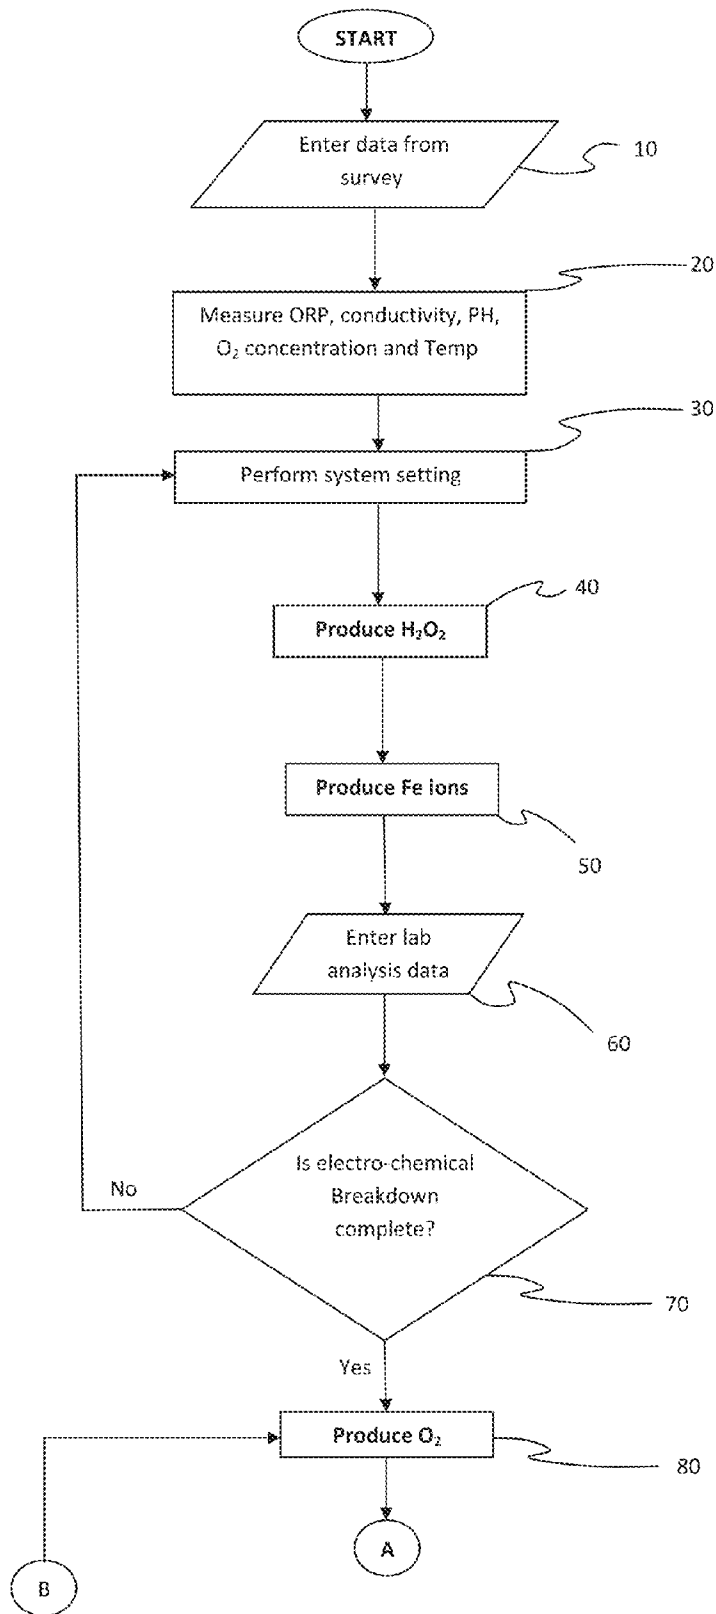 START
Enter data from
survey
10
20
Measure ORP, conductivity, PH,
O₂ concentration and Temp
30
Perform system setting
40
Produce H₂O₂
Produce Fe ions
50
Enter lab
analysis data
60
Is electro-chemical
Breakdown
complete?
No
70
Yes
Produce O₂
80
A
B